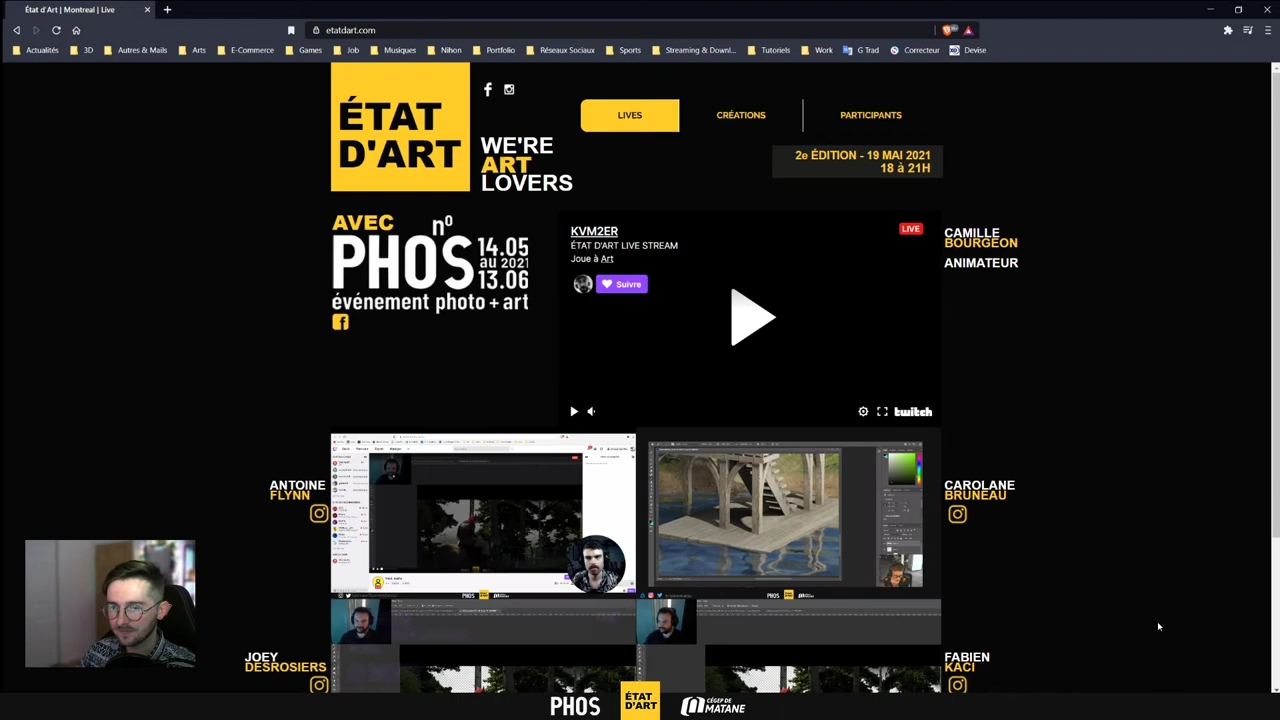 État d'Art | Montreal | Live
etatdart.com
Actualités
3D
Autres & Mails
Arts
E-Commerce
Games
Job
Musiques
Nihon
Portfolio
Réseaux Sociaux
Sports
Streaming & Downl...
Tutoriels
Work
G Trad
Correcteur
Devise
ÉTAT
D'ART
WE'RE
ART
LOVERS
LIVES
CRÉATIONS
PARTICIPANTS
2e ÉDITION - 19 MAI 2021
18 à 21H
AVEC
nº
PHOS
14.05
au 2021
13.06
événement photo + art
KVM2ER
ÉTAT D'ART LIVE STREAM
Joue à Art
Suivre
LIVE
twitch
CAMILLE
BOURGEON
ANIMATEUR
ANTOINE
FLYNN
CAROLANE
BRUNEAU
PHOS
PHOS
MATANE
JOEY
DESROSIERS
FABIEN
KACI
PHOS
ÉTAT
D'ART
CÉGEP DE
MATANE